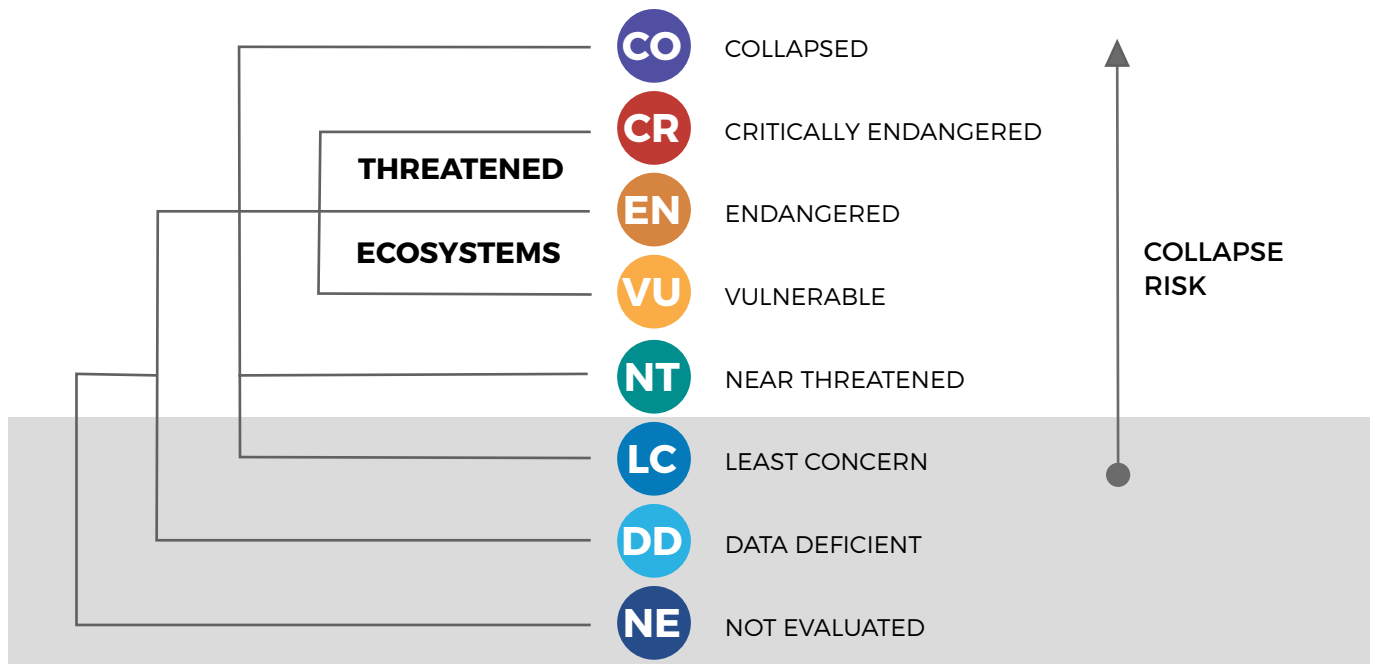 CO COLLAPSED
CR CRITICALLY ENDANGERED
THREATENED
EN ENDANGERED
ECOSYSTEMS
VU VULNERABLE
NT NEAR THREATENED
LC LEAST CONCERN
DD DATA DEFICIENT
NE NOT EVALUATED
COLLAPSE
RISK